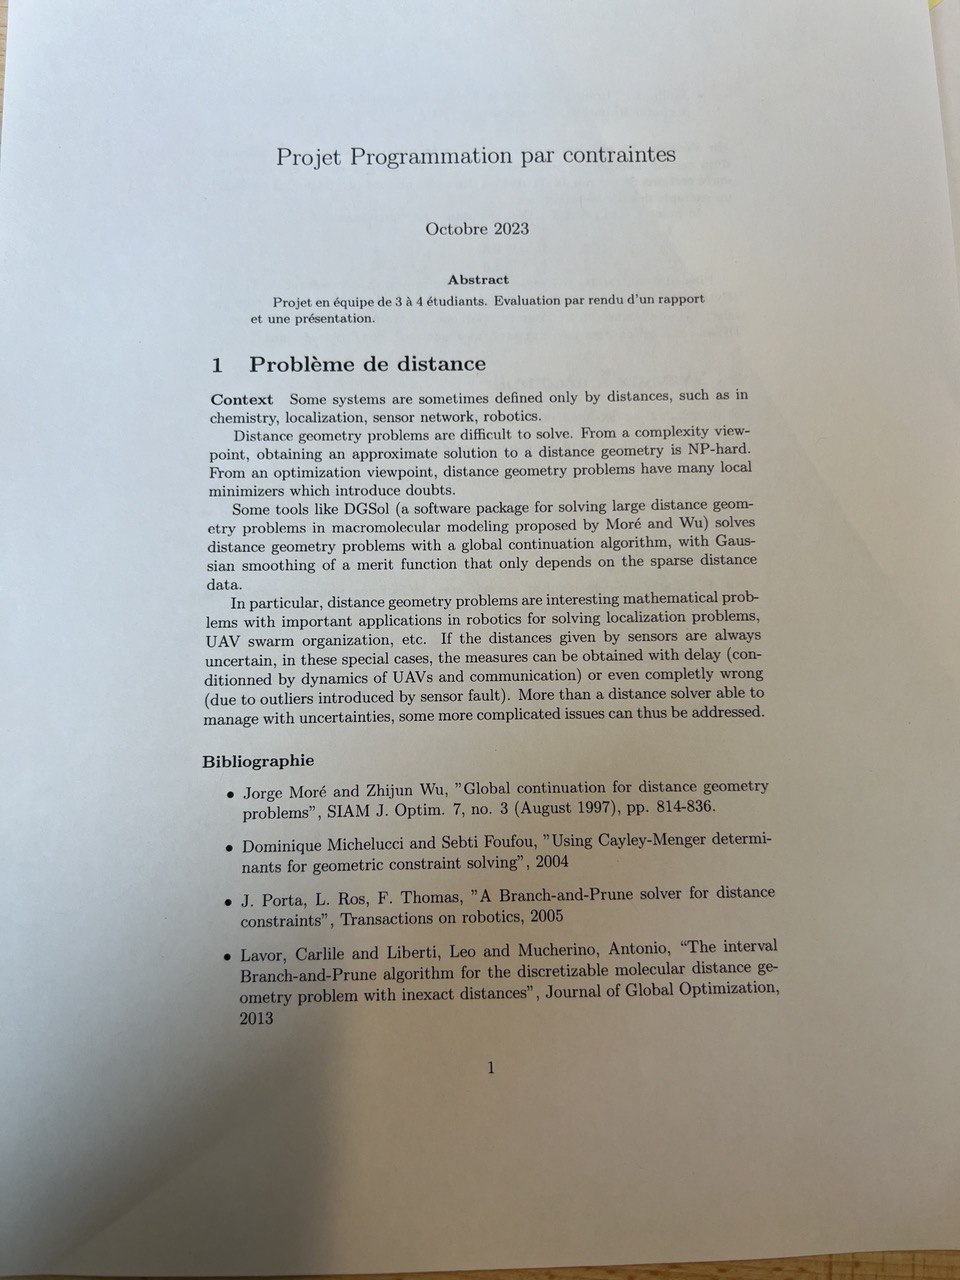 Projet Programmation par contraintes
Octobre 2023
Abstract
Projet en équipe de 3 à 4 étudiants. Evaluation par rendu d'un rapport
et une présentation.
1 Problème de distance
Context Some systems are sometimes defined only by distances, such as in
chemistry, localization, sensor network, robotics.
Distance geometry problems are difficult to solve. From a complexity view-
point, obtaining an approximate solution to a distance geometry is NP-hard.
From an optimization viewpoint, distance geometry problems have many local
minimizers which introduce doubts.
Some tools like DGSol (a software package for solving large distance geom-
etry problems in macromolecular modeling proposed by Moré and Wu) solves
distance geometry problems with a global continuation algorithm, with Gaus-
sian smoothing of a merit function that only depends on the sparse distance
data.
In particular, distance geometry problems are interesting mathematical prob-
lems with important applications in robotics for solving localization problems,
UAV swarm organization, etc. If the distances given by sensors are always
uncertain, in these special cases, the measures can be obtained with delay (con-
ditionned by dynamics of UAVs and communication) or even completly wrong
(due to outliers introduced by sensor fault). More than a distance solver able to
manage with uncertainties, some more complicated issues can thus be addressed.
Bibliographie
• Jorge Moré and Zhijun Wu, "Global continuation for distance geometry
problems", SIAM J. Optim. 7, no. 3 (August 1997), pp. 814-836.
• Dominique Michelucci and Sebti Foufou, "Using Cayley-Menger determi-
nants for geometric constraint solving", 2004
• J. Porta, L. Ros, F. Thomas, "A Branch-and-Prune solver for distance
constraints", Transactions on robotics, 2005
• Lavor, Carlile and Liberti, Leo and Mucherino, Antonio, "The interval
Branch-and-Prune algorithm for the discretizable molecular distance ge-
ometry problem with inexact distances", Journal of Global Optimization,
2013
1